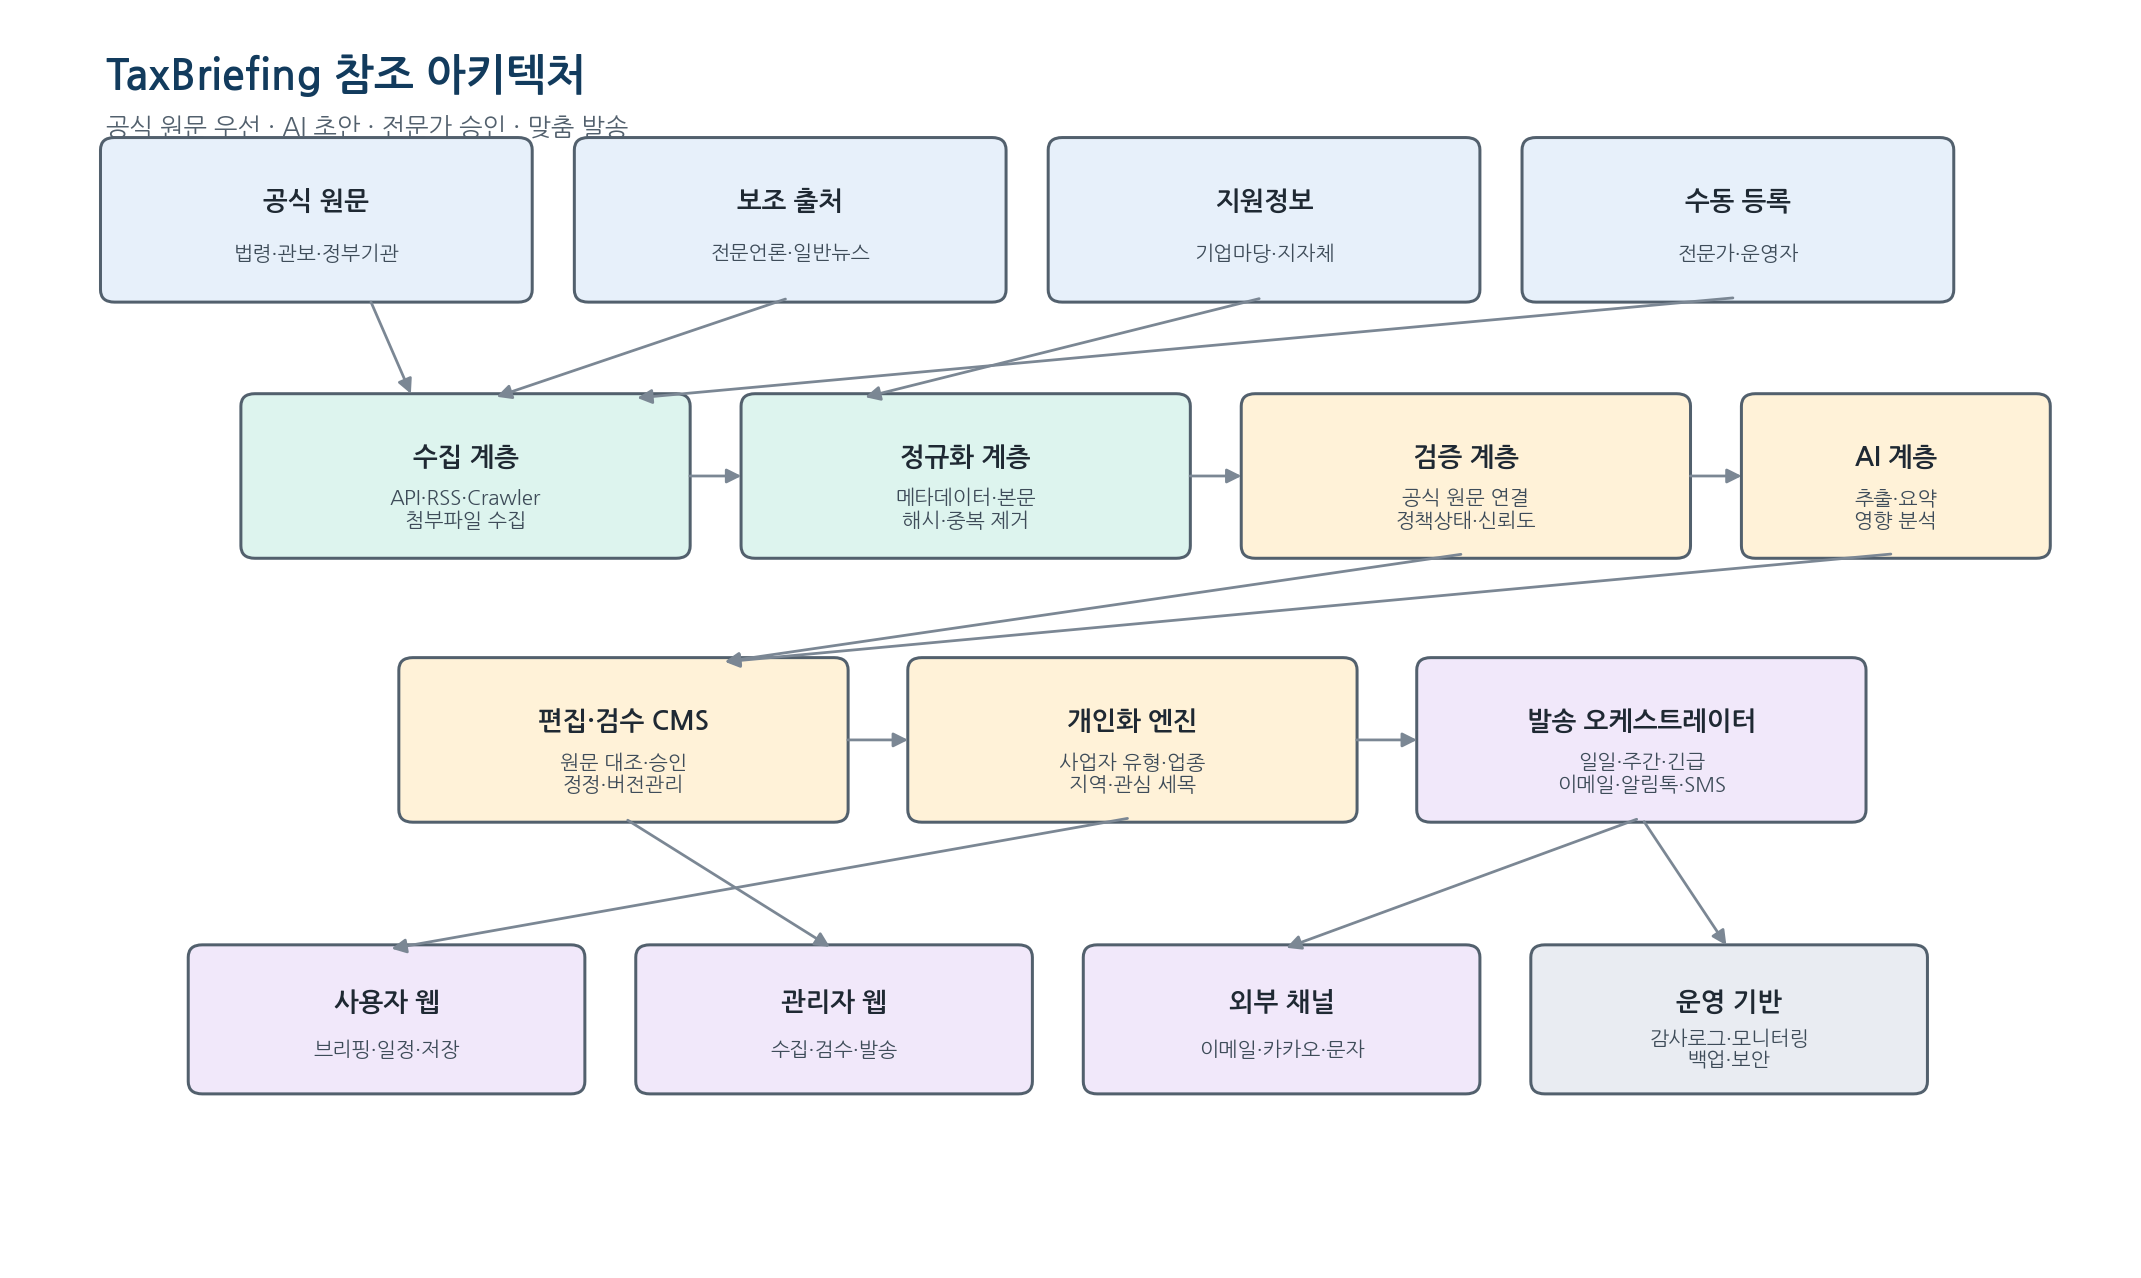 TaxBriefing 참조 아키텍처
공식 원문 우선 · AI 초안 · 전문가 승인 · 맞춤 발송
공식 원문
법령·관보·정부기관
보조 출처
전문언론·일반뉴스
지원정보
기업마당·지자체
수동 등록
전문가·운영자
수집 계층
API·RSS·Crawler
첨부파일 수집
정규화 계층
메타데이터·본문
해시·중복 제거
검증 계층
공식 원문 연결
정책상태·신뢰도
AI 계층
추출·요약
영향 분석
편집·검수 CMS
원문 대조·승인
정정·버전관리
개인화 엔진
사업자 유형·업종
지역·관심 세목
발송 오케스트레이터
일일·주간·긴급
이메일·알림톡·SMS
사용자 웹
브리핑·일정·저장
관리자 웹
수집·검수·발송
외부 채널
이메일·카카오·문자
운영 기반
감사로그·모니터링
백업·보안